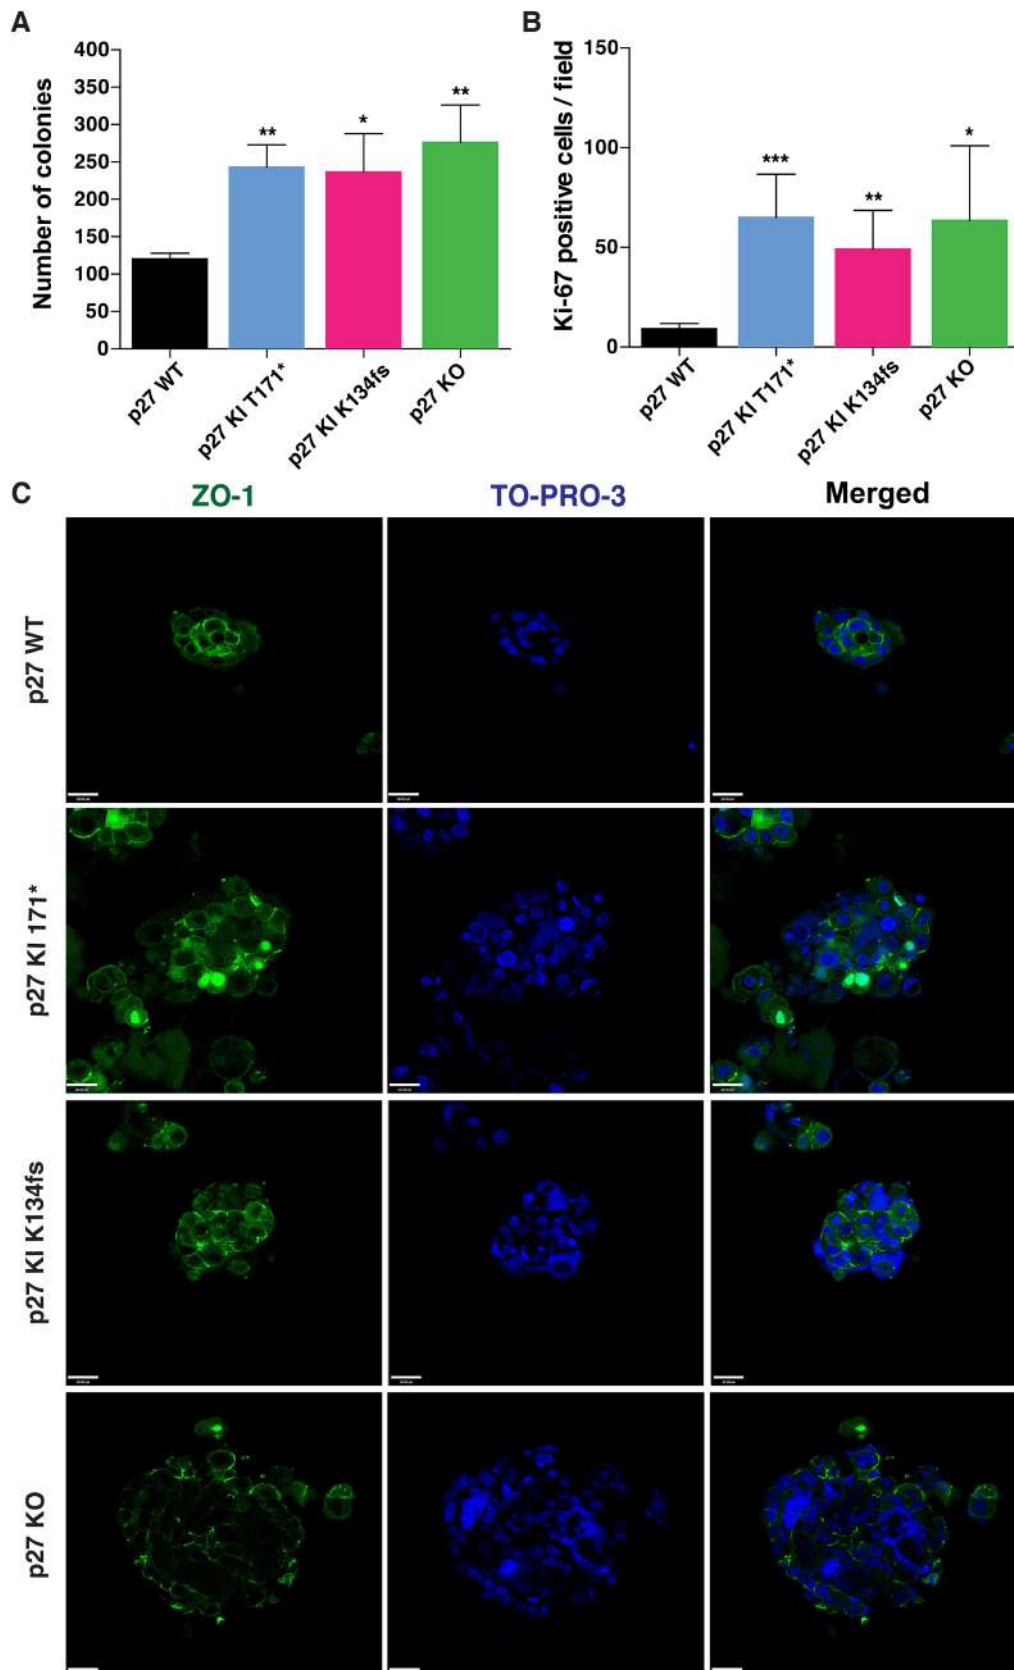 A
Number of colonies
400
350
300
250
200
150
100
50
0
**
*
**
p27 WT
p27 KI T171*
p27 KI K134fs
p27 KO
B
Ki-67 positive cells / field
150
100
50
0
***
**
*
p27 WT
p27 KI T171*
p27 KI K134fs
p27 KO
C
ZO-1 TO-PRO-3 Merged
p27 WT
p27 KI 171*
p27 KI K134fs
p27 KO